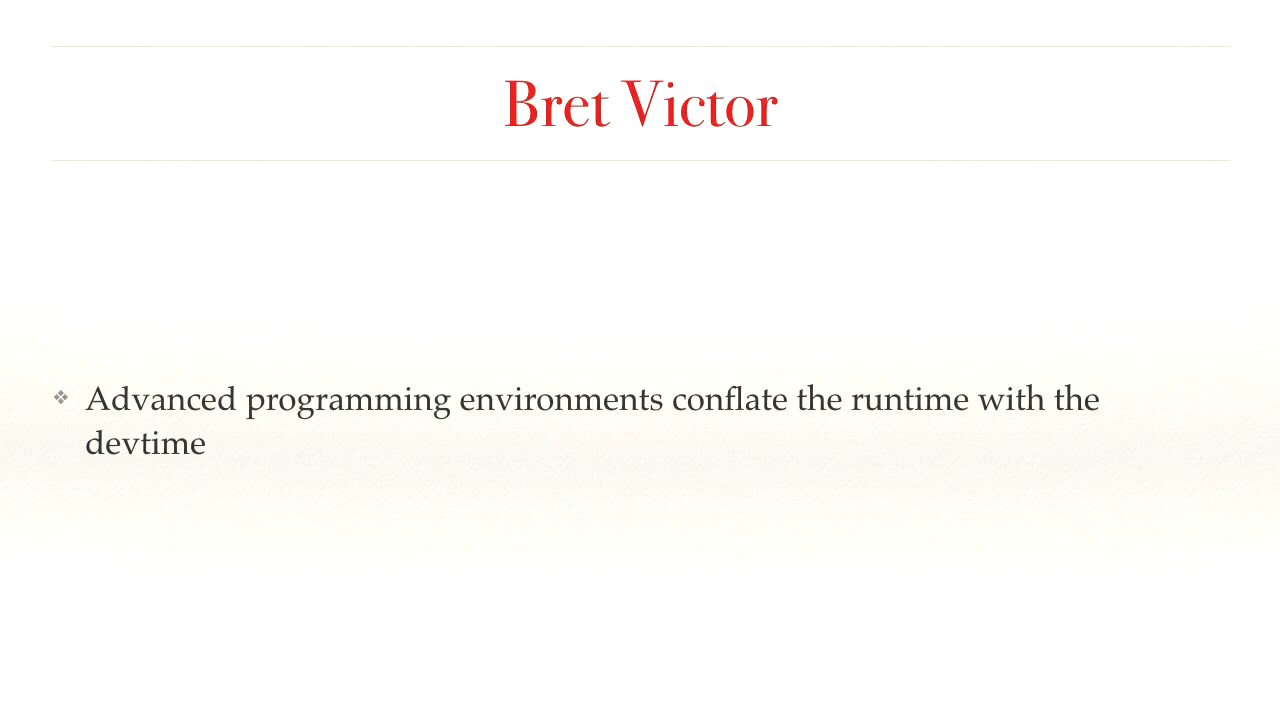 Bret Victor
Advanced programming environments conflate the runtime with the
devtime